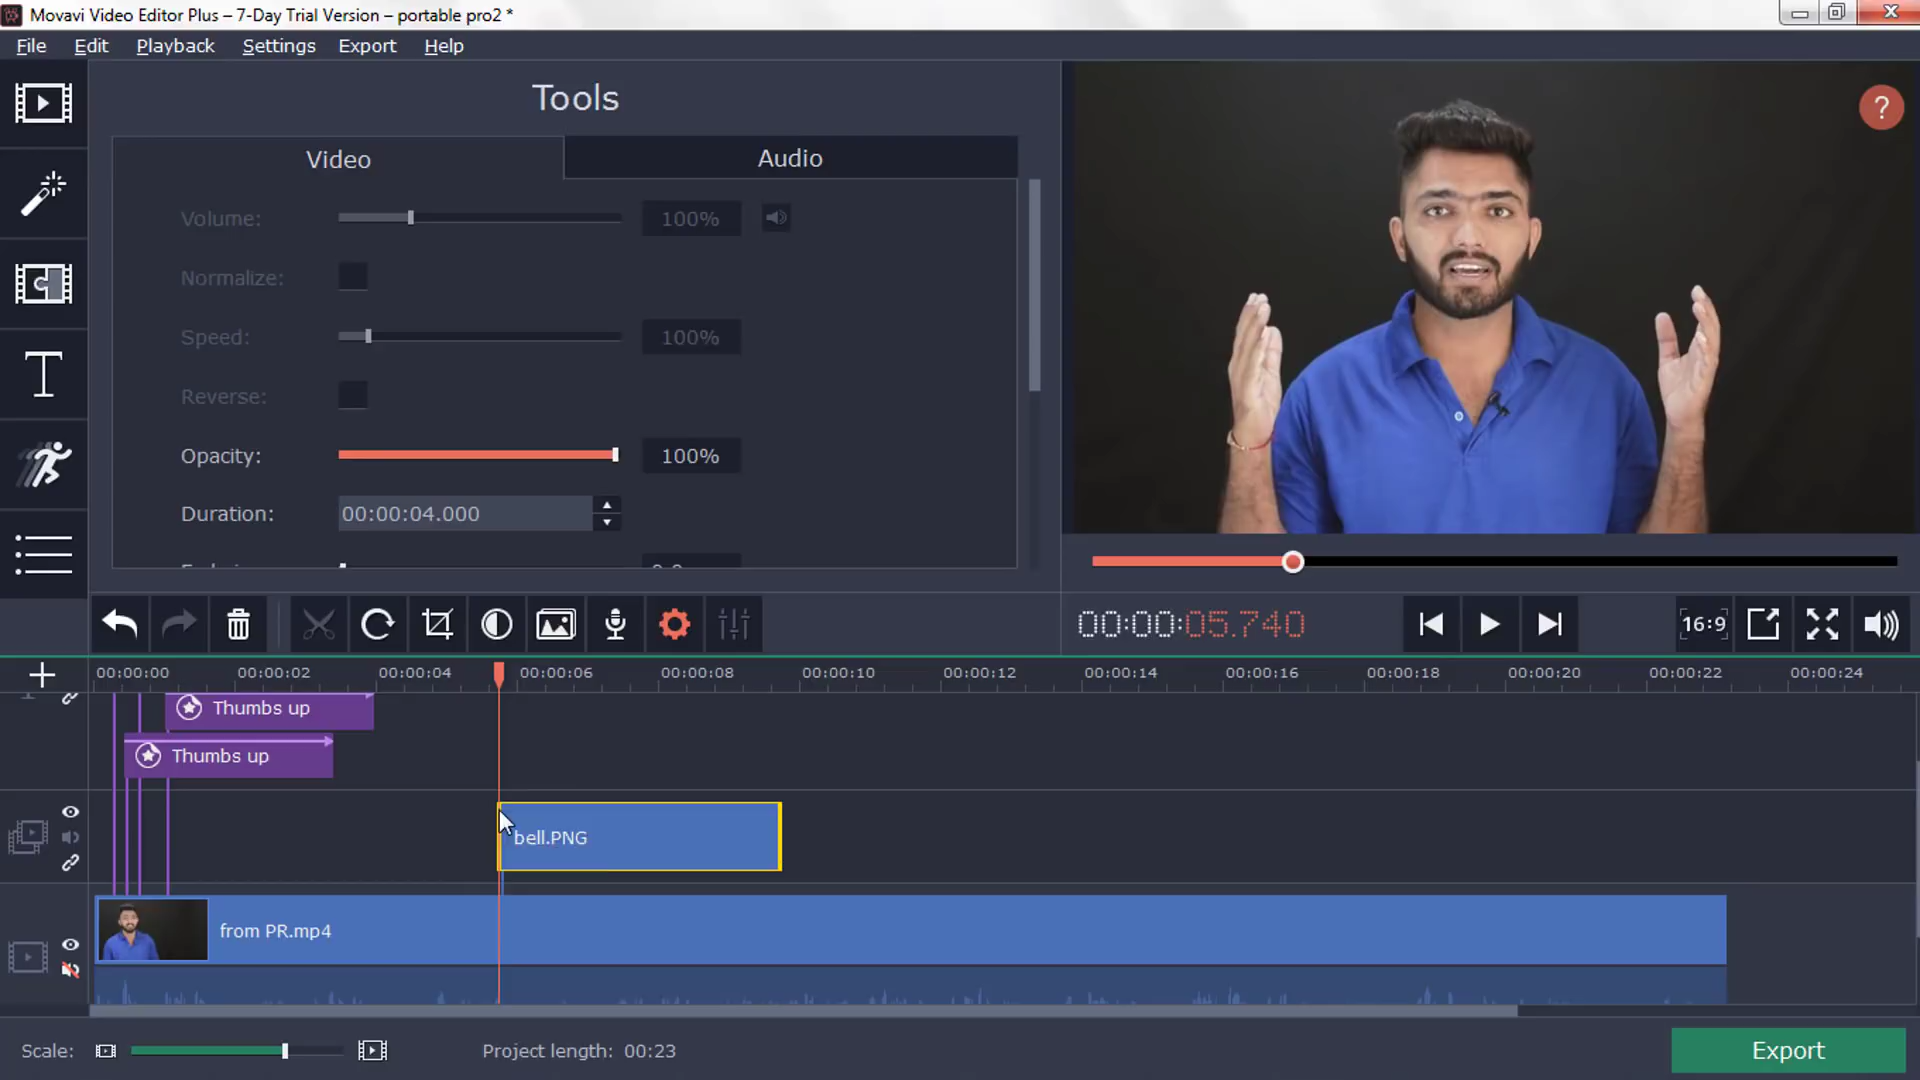 Movavi Video Editor Plus – 7-Day Trial Version – portable pro2 *
File Edit Playback Settings Export Help
Tools
Video Audio
?
Volume: 100%
Normalize:
Speed: 100%
Reverse:
Opacity: 100%
Duration: 00:00:04.000
T
00:00:05.740
16:9
00:00:00 00:00:02 00:00:04 00:00:06 00:00:08 00:00:10 00:00:12 00:00:14 00:00:16 00:00:18 00:00:20 00:00:22 00:00:24
Thumbs up
Thumbs up
bell.PNG
from PR.mp4
Scale: Project length: 00:23 Export